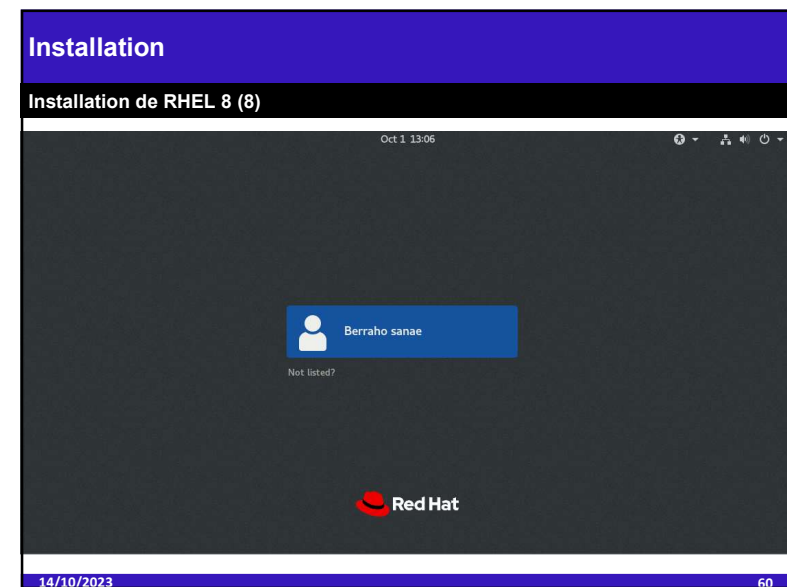 Installation
Installation de RHEL 8 (8)
Oct 1 13:06
Berraho sanae
Not listed?
Red Hat
14/10/2023 60